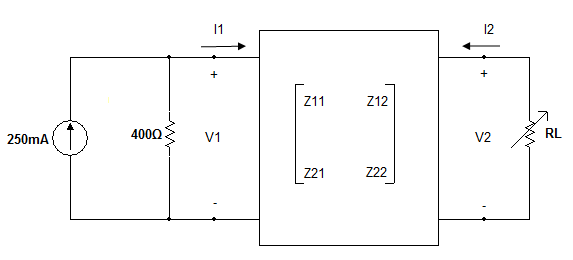 I1
I2
+
+
Z11
Z12
250mA
400Ω
V1
V2
RL
Z21
Z22
-
-